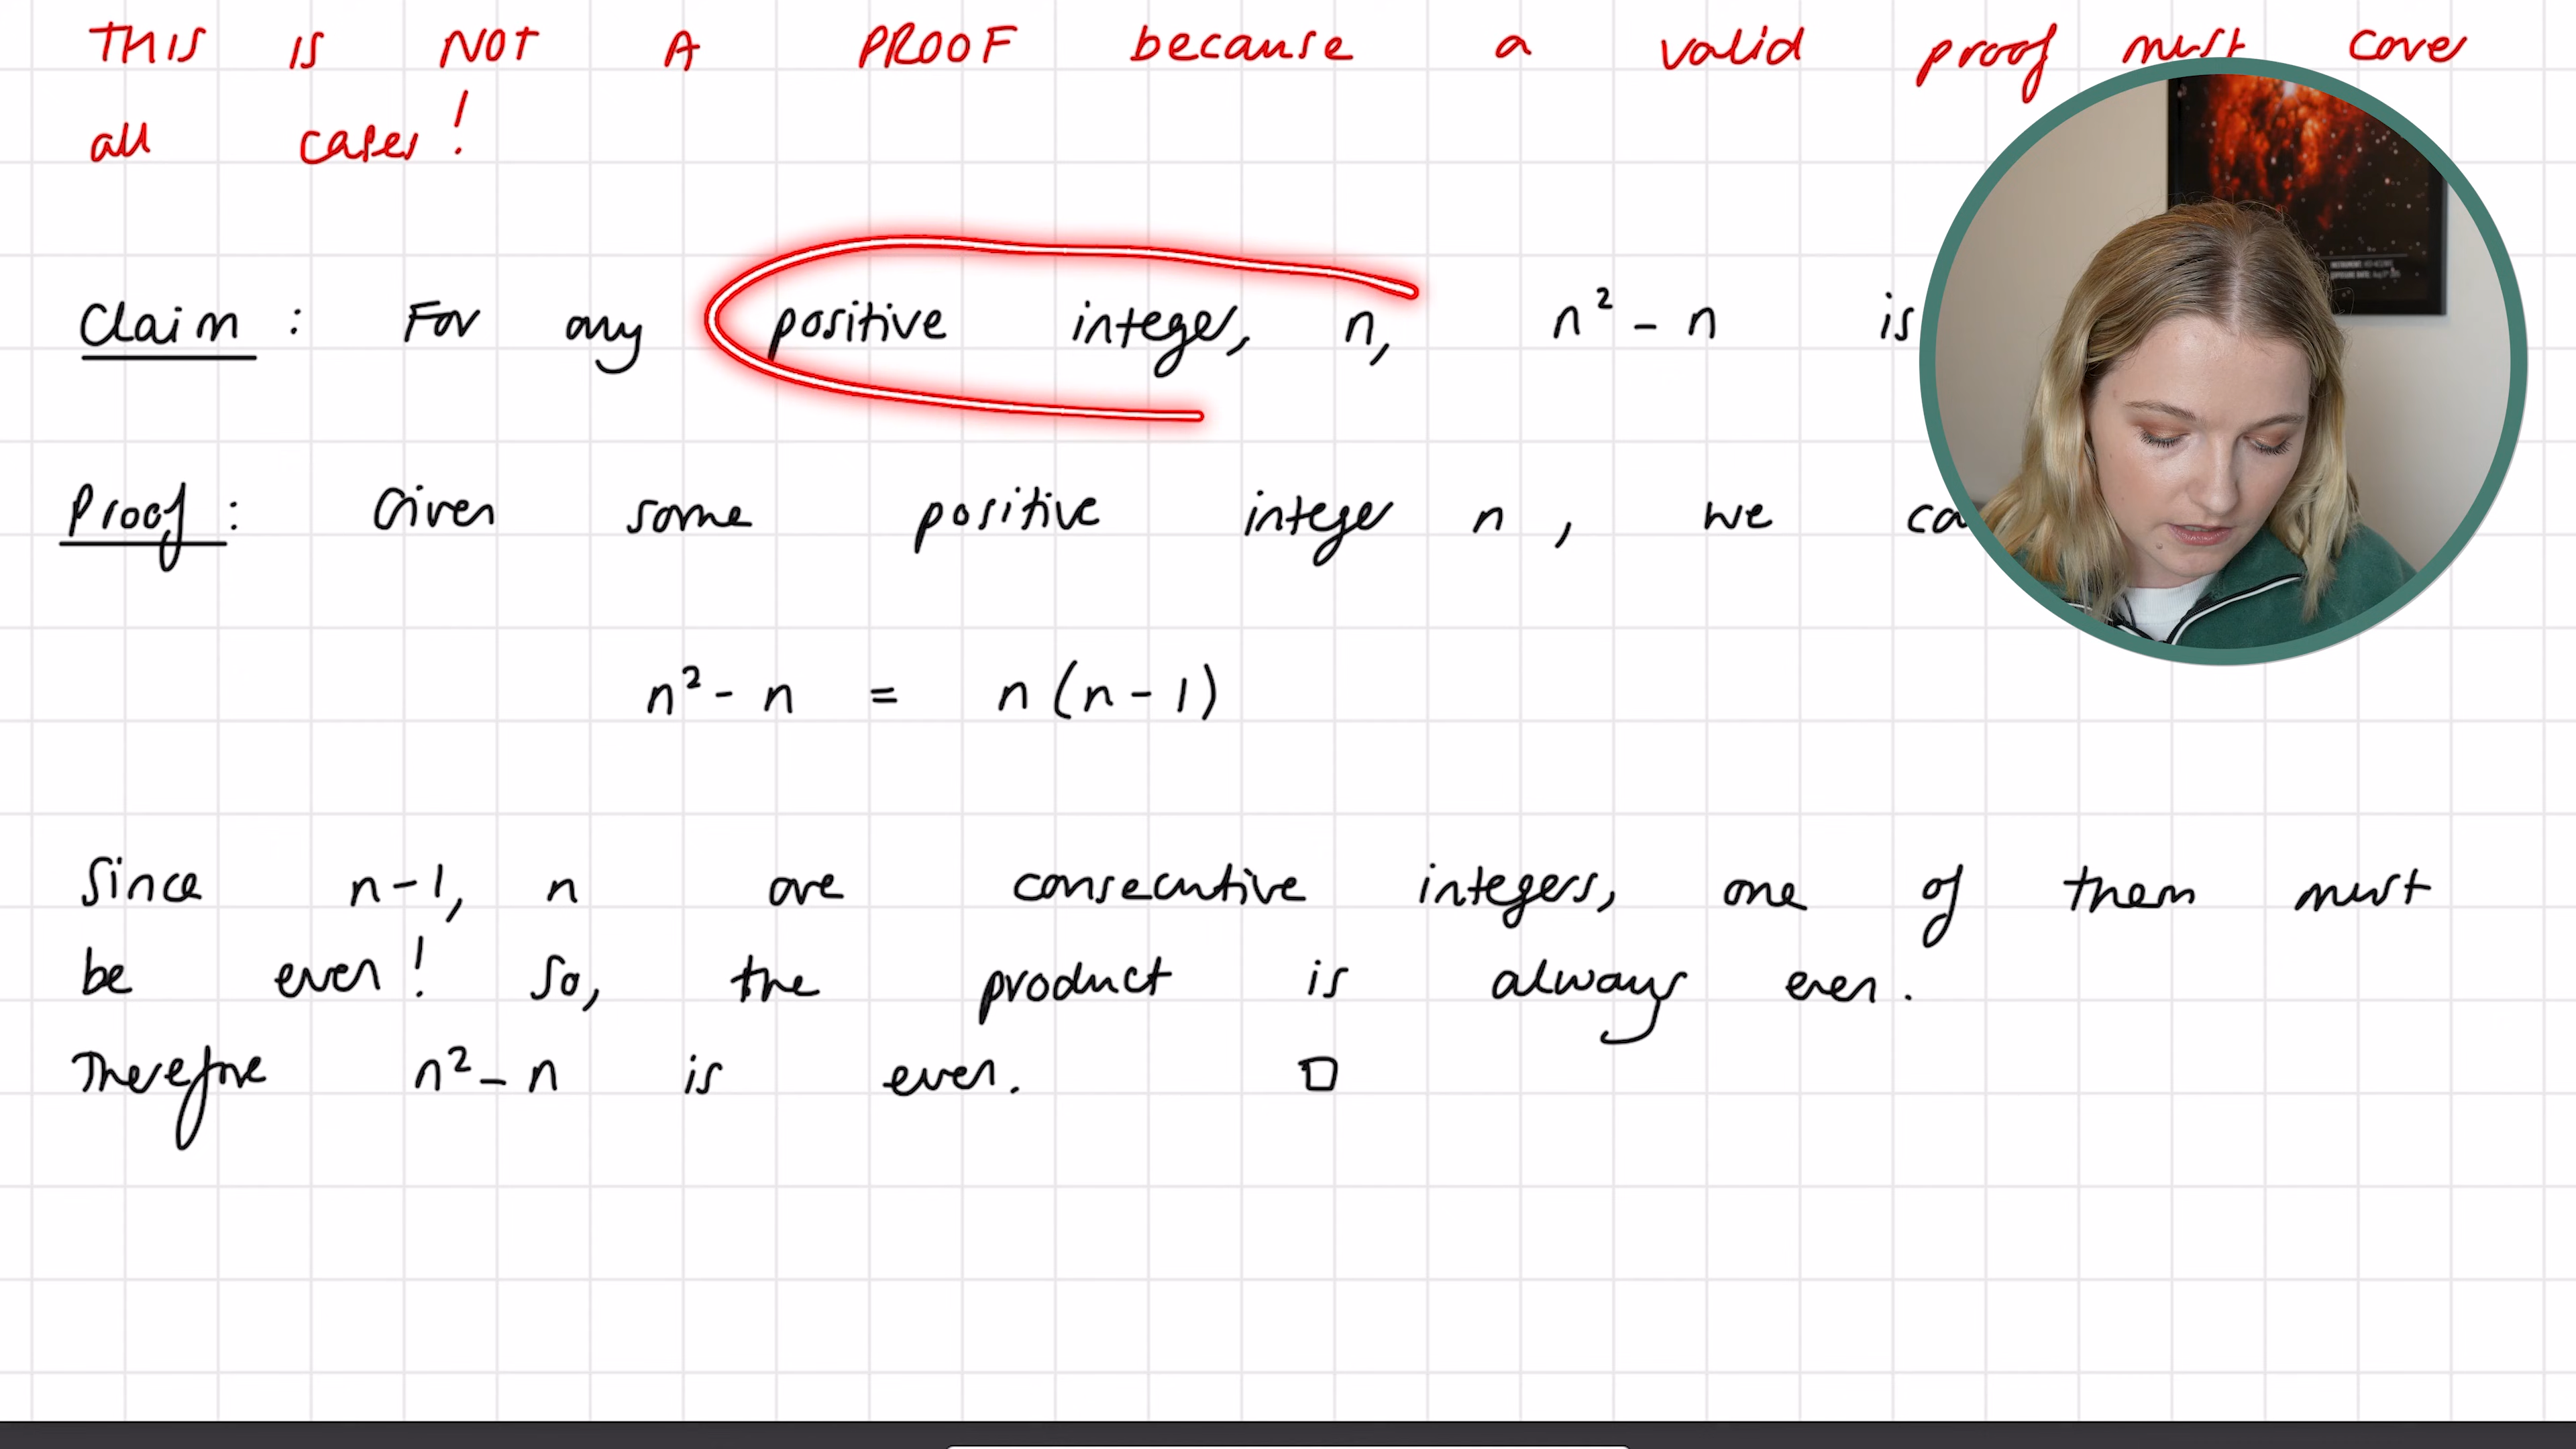 THIS IS NOT A PROOF because a valid proof must cover
all cases!
Claim: For any positive integer, n, n² - n is
Proof: Given some positive integer n, we
n² - n = n(n-1)
Since n-1, n are consecutive integers, one of them must
be even! So, the product is always even.
Therefore n² - n is even. □